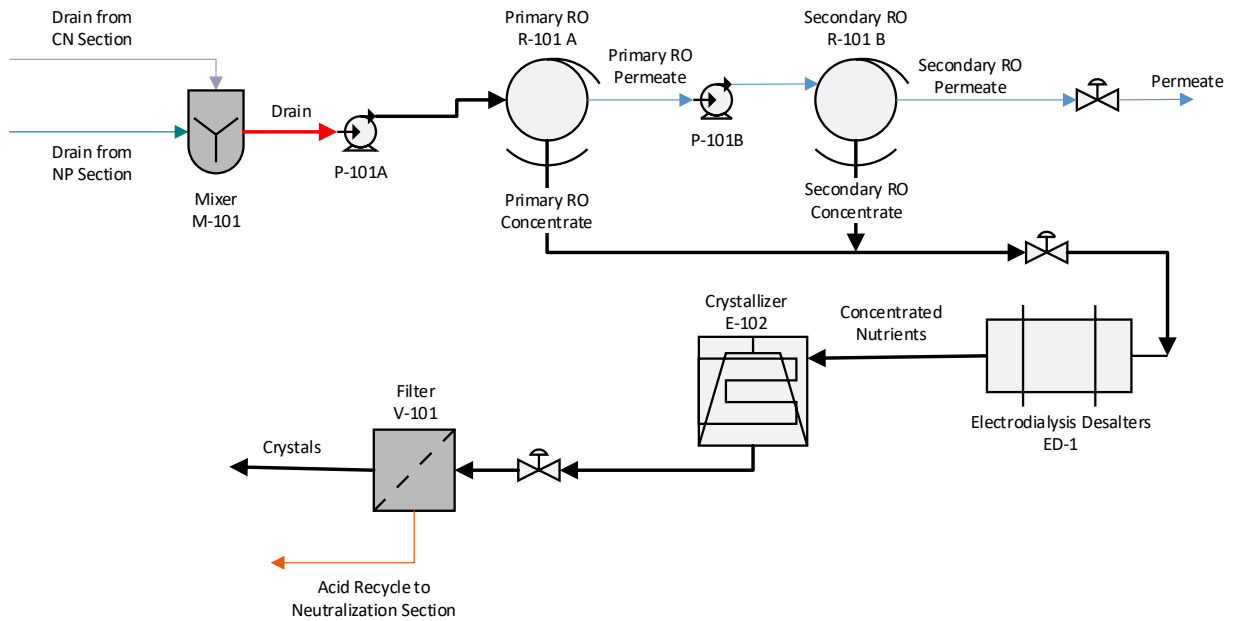 Drain from
CN Section
Primary RO
R-101 A
Secondary RO
R-101 B
Primary RO
Permeate
Secondary RO
Permeate
Permeate
Drain
Drain from
NP Section
P-101A
P-101B
Mixer
M-101
Primary RO
Concentrate
Secondary RO
Concentrate
Crystallizer
E-102
Concentrated
Nutrients
Filter
V-101
Electrodialysis Desalters
ED-1
Crystals
Acid Recycle to
Neutralization Section